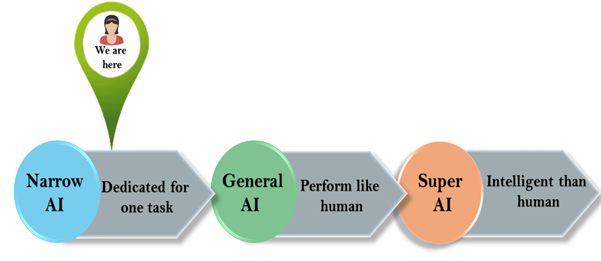 We are
here
Narrow
AI
Dedicated for
one task
General
AI
Perform like
human
Super
AI
Intelligent than
human